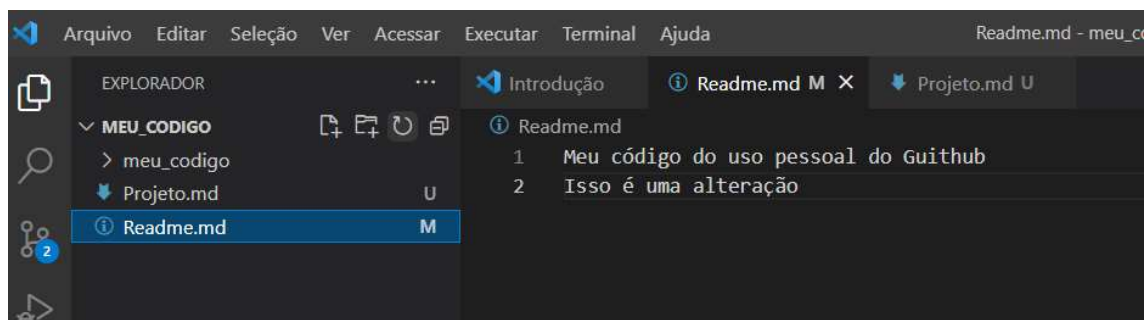 Arquivo Editar Seleção Ver Acessar Executar Terminal Ajuda Readme.md - meu_co
EXPLORADOR ...
Introdução Readme.md M Projeto.md U
MEU_CODIGO
Readme.md
meu_codigo
1 Meu código do uso pessoal do Guithub
Projeto.md U
2 Isso é uma alteração
Readme.md M
2